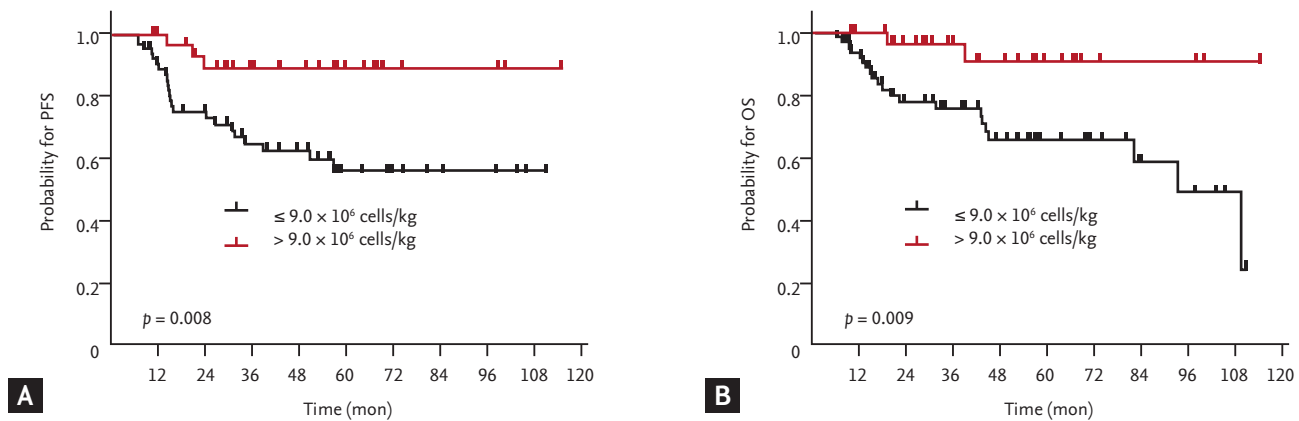 1.0
0.8
0.6
0.4
0.2
0
Probability for PFS
≤ 9.0 × 10⁶ cells/kg
> 9.0 × 10⁶ cells/kg
p = 0.008
12 24 36 48 60 72 84 96 108 120
Time (mon)
A
1.0
0.8
0.6
0.4
0.2
0
Probability for OS
≤ 9.0 × 10⁶ cells/kg
> 9.0 × 10⁶ cells/kg
p = 0.009
12 24 36 48 60 72 84 96 108 120
Time (mon)
B